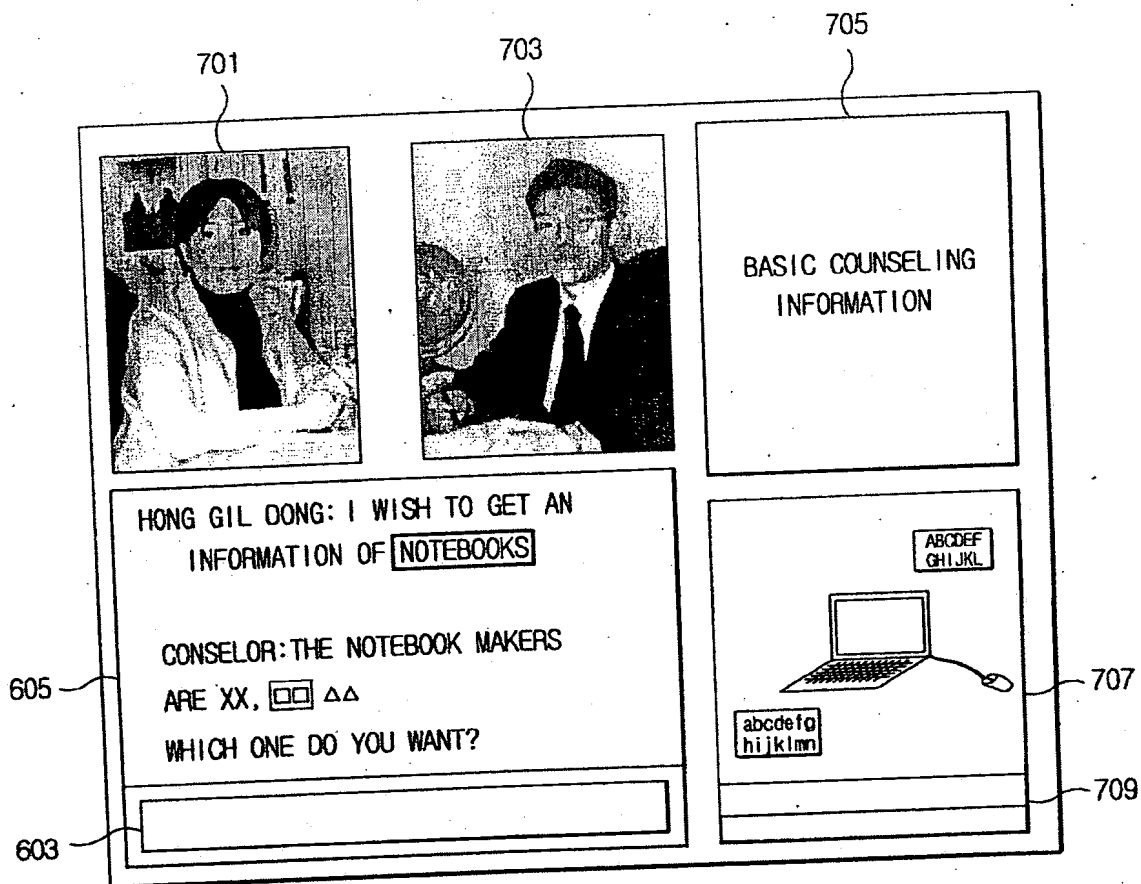 701
703
705
BASIC COUNSELING
INFORMATION
HONG GIL DONG: I WISH TO GET AN
INFORMATION OF NOTEBOOKS
CONSELOR:THE NOTEBOOK MAKERS
ARE XX, □□ △△
WHICH ONE DO YOU WANT?
605
603
ABCDEF
GHIJKL
abcdefg
hijklmn
707
709